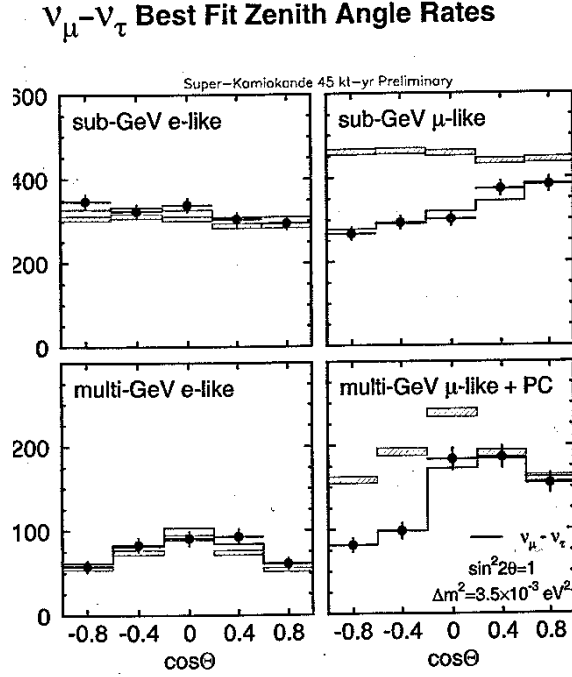 νμ–ντ Best Fit Zenith Angle Rates
Super-Kamiokande 45 kt-yr Preliminary
600
400
200
0
sub-GeV e-like
sub-GeV μ-like
200
100
0
multi-GeV e-like
multi-GeV μ-like + PC
νμ - ντ
sin²2θ=1
Δm²=3.5×10⁻³ eV²
-0.8 -0.4 0 0.4 0.8
-0.8 -0.4 0 0.4 0.8
cosΘ
cosΘ